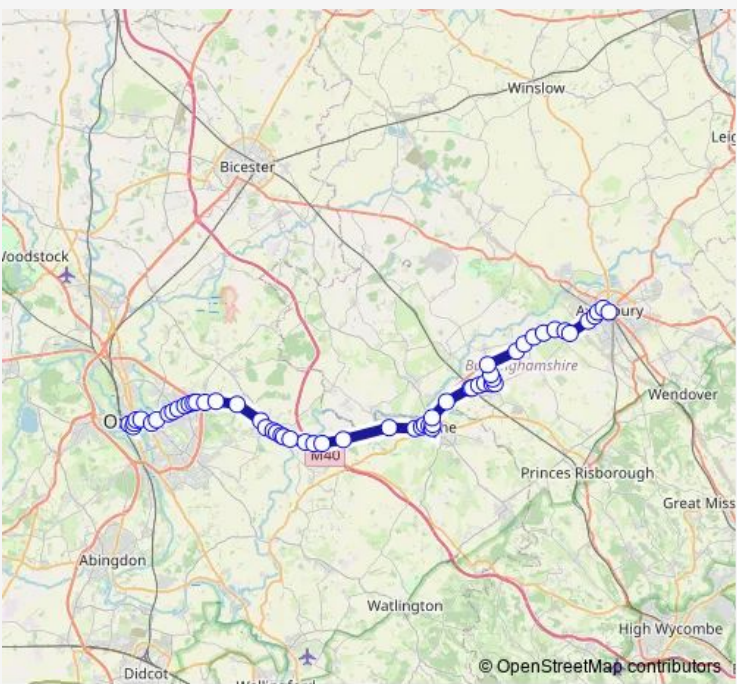 Winslow
Leig
Bicester
Woodstock
Buckinghamshire
Wendover
M40
Princes Risborough
Great Miss
Abingdon
Watlington
High Wycombe
© OpenStreetMap contributors
Didcot